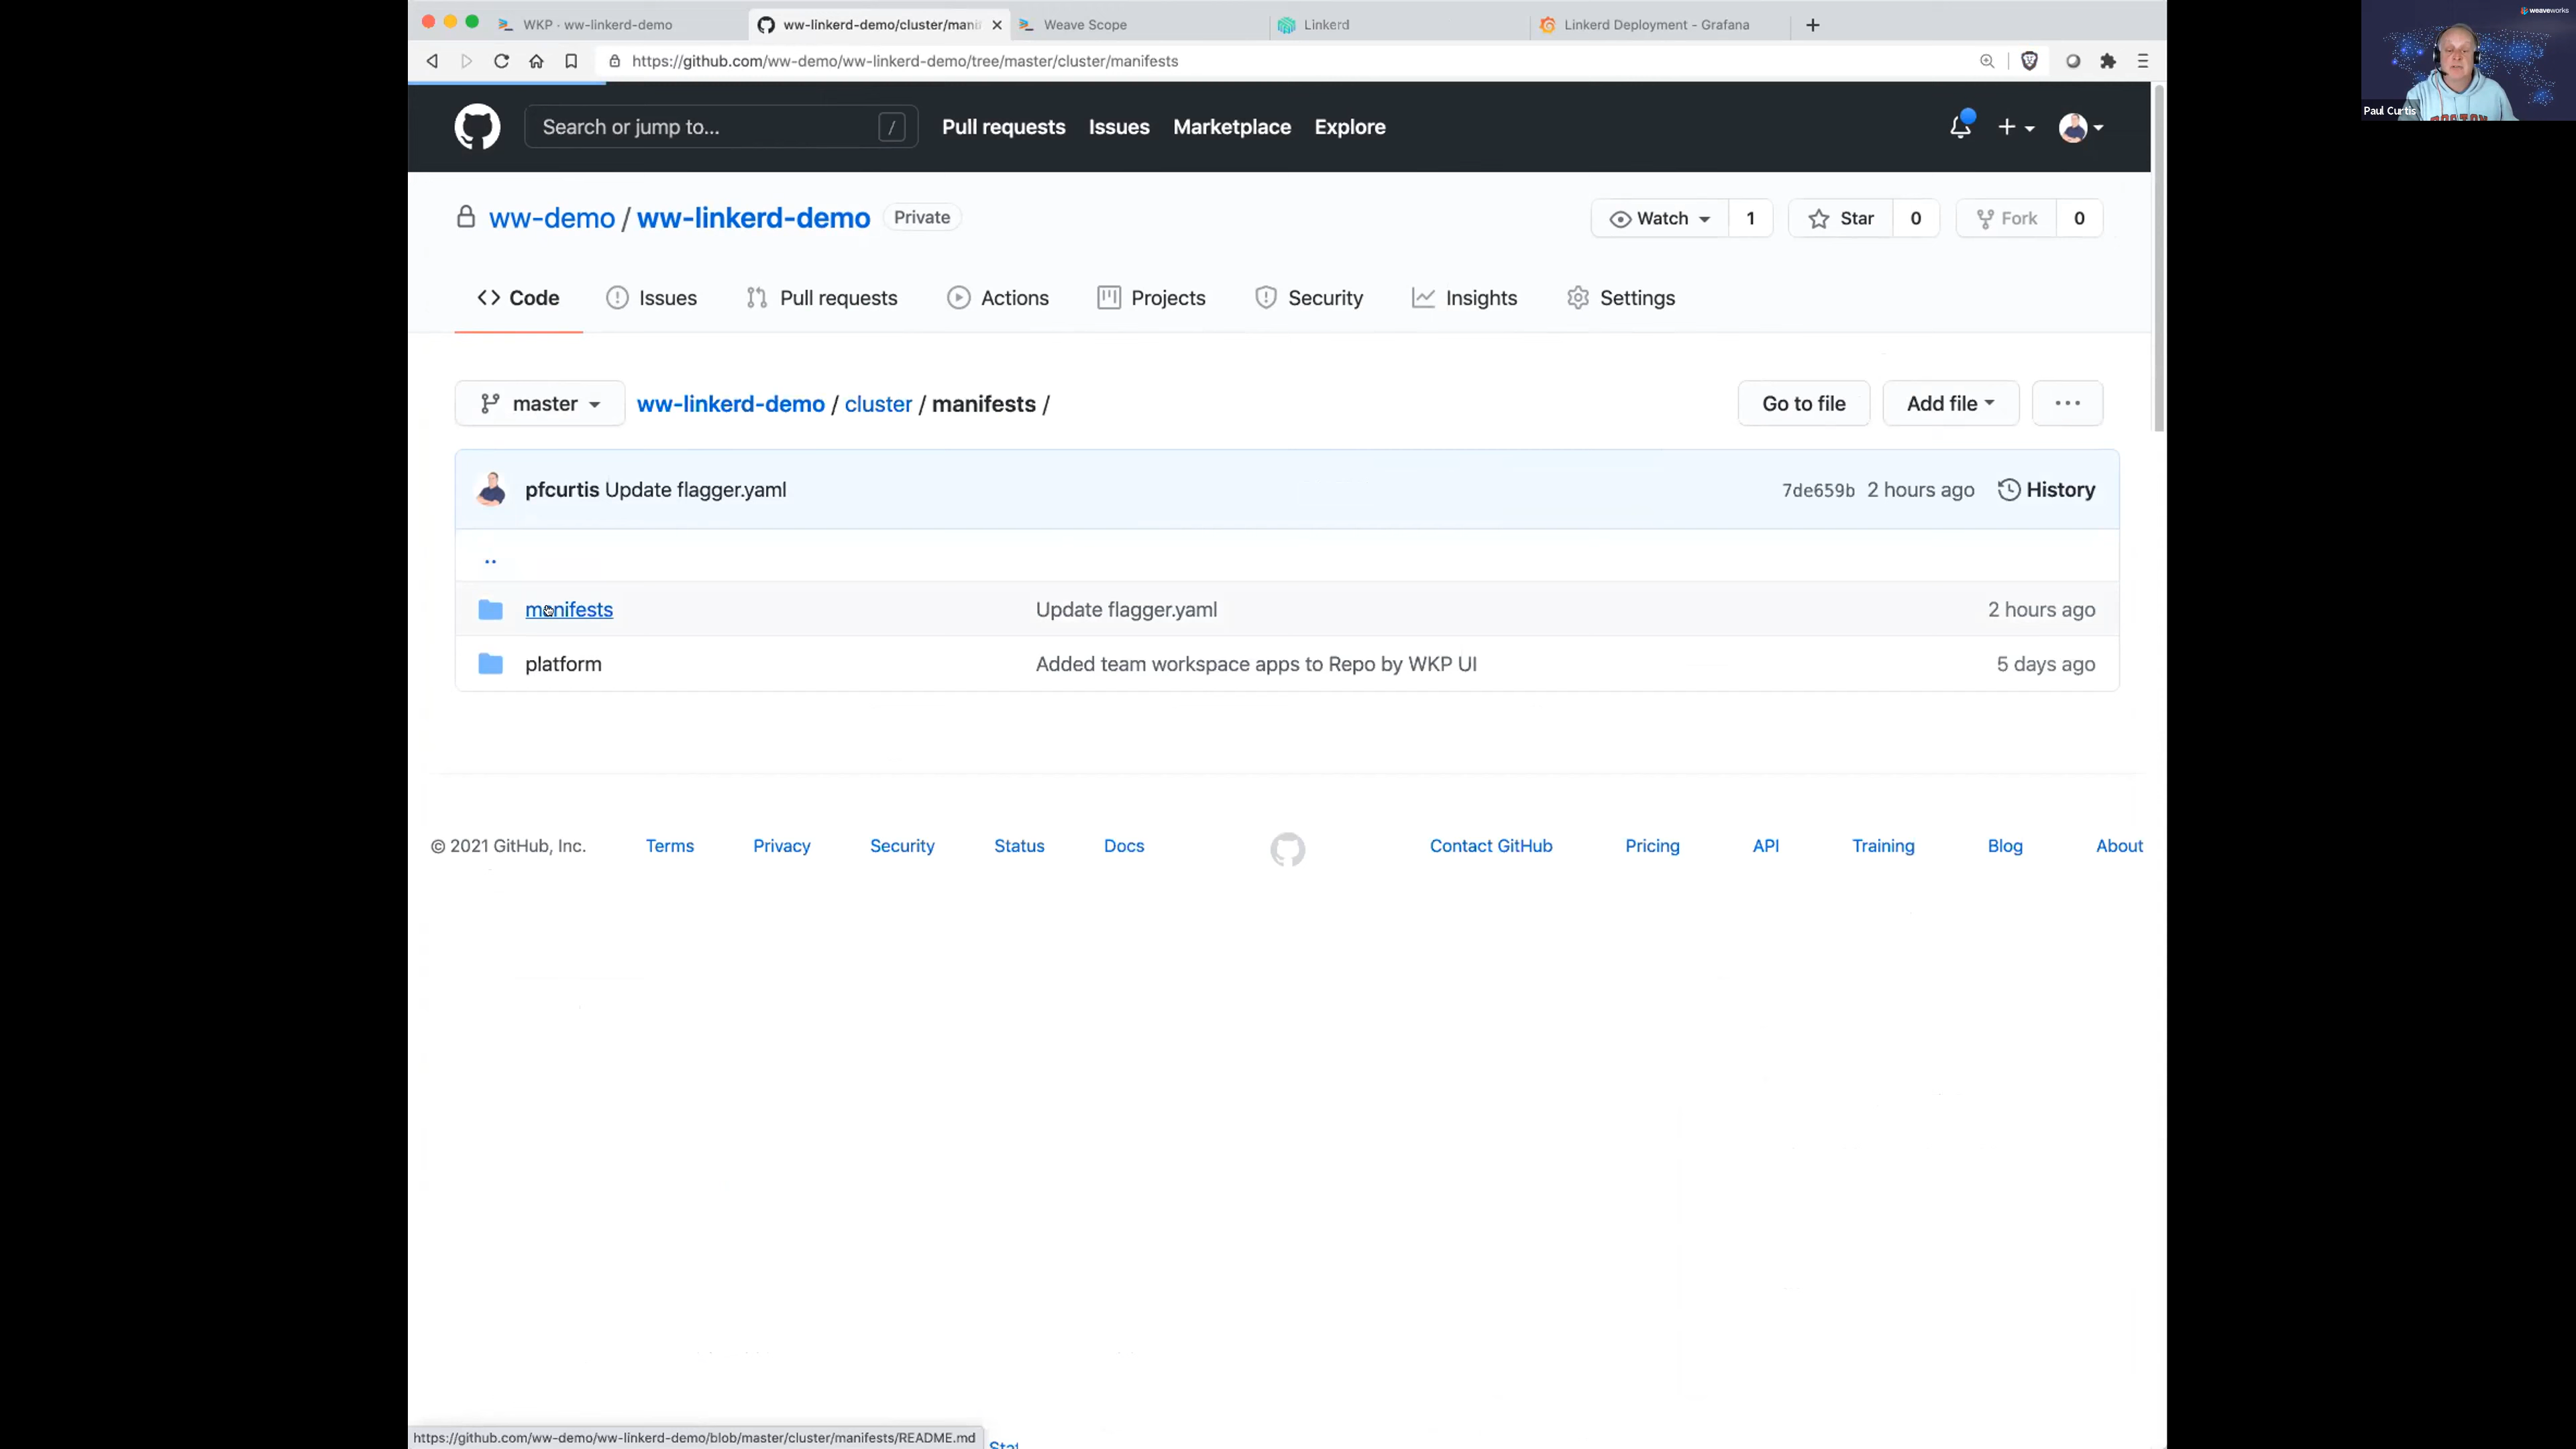 WKP · ww-linkerd-demo
ww-linkerd-demo/cluster/mani
Weave Scope
Linkerd
Linkerd Deployment - Grafana
https://github.com/ww-demo/ww-linkerd-demo/tree/master/cluster/manifests
weaveworks
Paul Curtis
Search or jump to...
/
Pull requests
Issues
Marketplace
Explore
ww-demo / ww-linkerd-demo
Private
Watch
1
Star
0
Fork
0
Code
Issues
Pull requests
Actions
Projects
Security
Insights
Settings
master
ww-linkerd-demo / cluster / manifests /
Go to file
Add file
...
pfcurtis Update flagger.yaml
7de659b
2 hours ago
History
..
manifests
Update flagger.yaml
2 hours ago
platform
Added team workspace apps to Repo by WKP UI
5 days ago
© 2021 GitHub, Inc.
Terms
Privacy
Security
Status
Docs
Contact GitHub
Pricing
API
Training
Blog
About
https://github.com/ww-demo/ww-linkerd-demo/blob/master/cluster/manifests/README.md